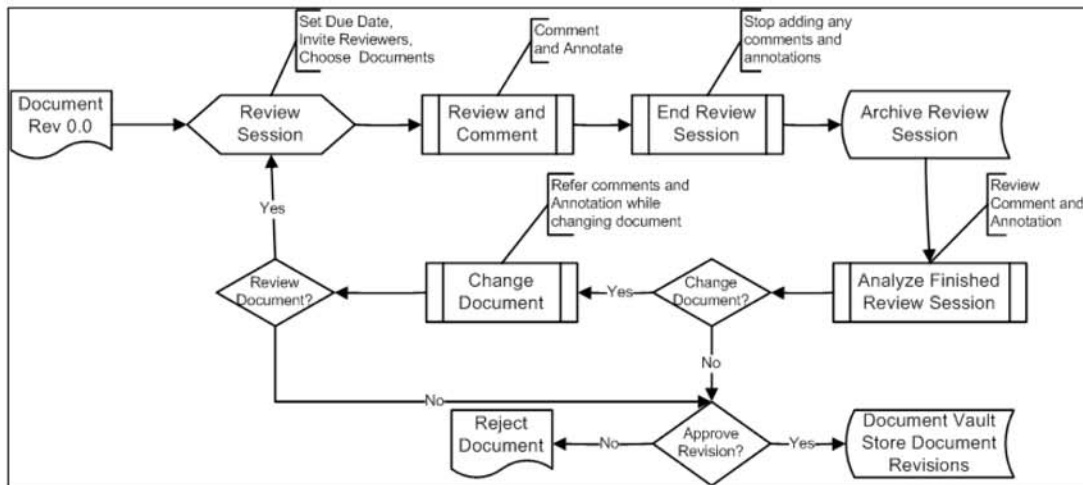 Set Due Date,
Invite Reviewers,
Choose Documents
Comment
and Annotate
Stop adding any
comments and
annotations
Document
Rev 0.0
Review
Session
Review and
Comment
End Review
Session
Archive Review
Session
Yes
Refer comments and
Annotation while
changing document
Review
Comment and
Annotation
Review
Document?
Change
Document
Yes
Change
Document?
Analyze Finished
Review Session
No
No
Reject
Document
No
Approve
Revision?
Yes
Document Vault
Store Document
Revisions